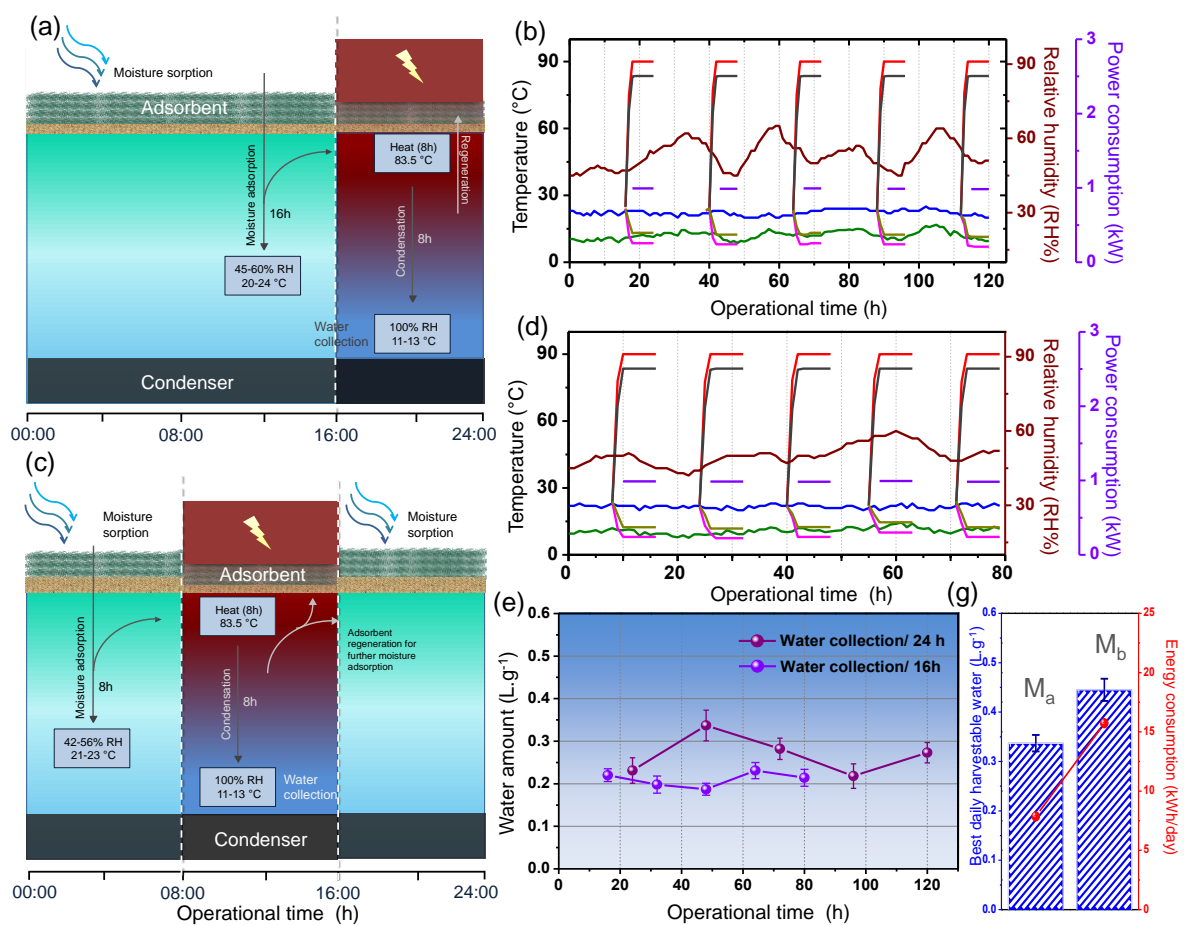 (a)
Moisture sorption
Adsorbent
Moisture adsorption
16h
45-60% RH
20-24 °C
Heat (8h)
83.5 °C
Regeneration
Condensation
8h
Water
collection
100% RH
11-13 °C
Condenser
00:00 08:00 16:00 24:00
(b)
Temperature (°C)
90
60
30
0
0 20 40 60 80 100 120
Operational time (h)
90
60
30
Relative humidity (RH%)
3
2
1
0
Power consumption (kW)
(c)
Moisture
sorption
Moisture
sorption
Adsorbent
Moisture adsorption
8h
42-56% RH
21-23 °C
Heat (8h)
83.5 °C
Adsorbent
regeneration for
further moisture
adsorption
Condensation
8h
100% RH
11-13 °C
Water
collection
Condenser
00:00 08:00 16:00 24:00
Operational time (h)
(d)
Temperature (°C)
90
60
30
0
0 20 40 60 80
Operational time (h)
90
60
30
Relative humidity (RH%)
3
2
1
0
Power consumption (kW)
(e)
Water amount (L.g⁻¹)
0.6
0.5
0.4
0.3
0.2
0.1
0.0
Water collection/ 24 h
Water collection/ 16h
0 20 40 60 80 100 120
Operational time (h)
(g)
Best daily harvestable water (L.g⁻¹)
0.6
0.5
0.4
0.3
0.2
0.1
0.0
Mₐ
M_b
25
20
15
10
5
0
Energy consumption (kWh/day)